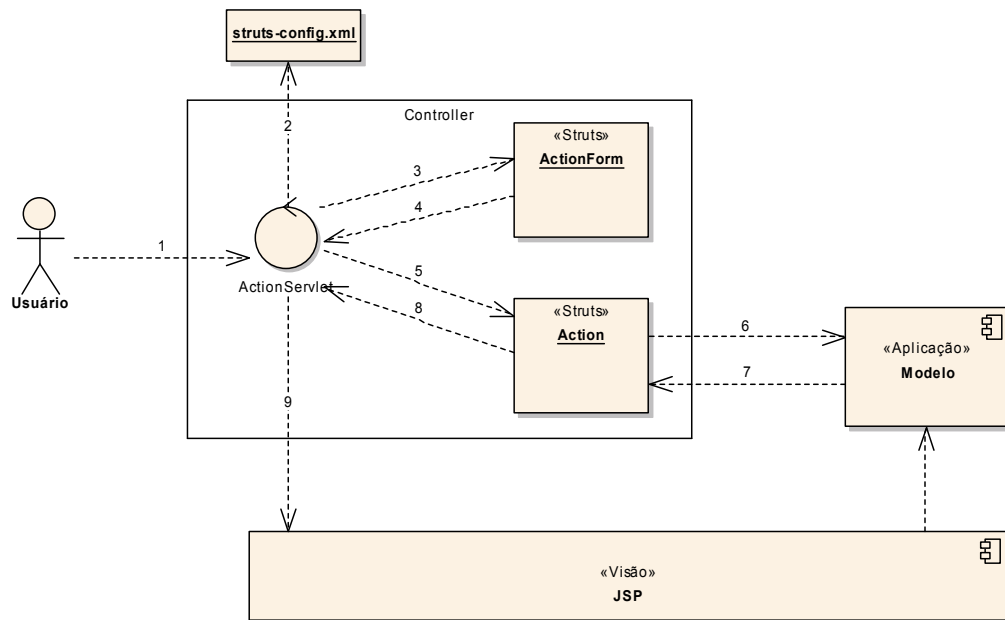 struts-config.xml
Controller
2
«Struts»
ActionForm
3
4
1
Usuário
ActionServlet
5
8
«Struts»
Action
6
7
«Aplicação»
Modelo
9
«Visão»
JSP